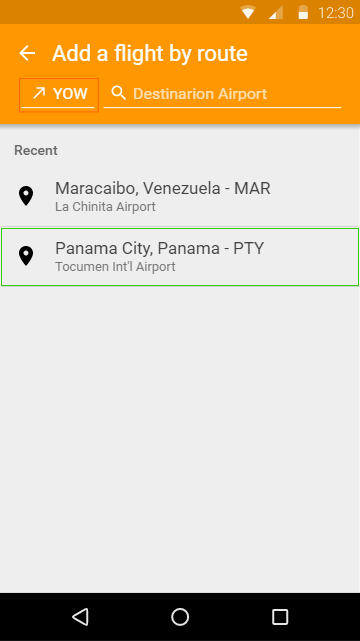 12:30
Add a flight by route
YOW
Destinarion Airport
Recent
Maracaibo, Venezuela - MAR
La Chinita Airport
Panama City, Panama - PTY
Tocumen Int'l Airport